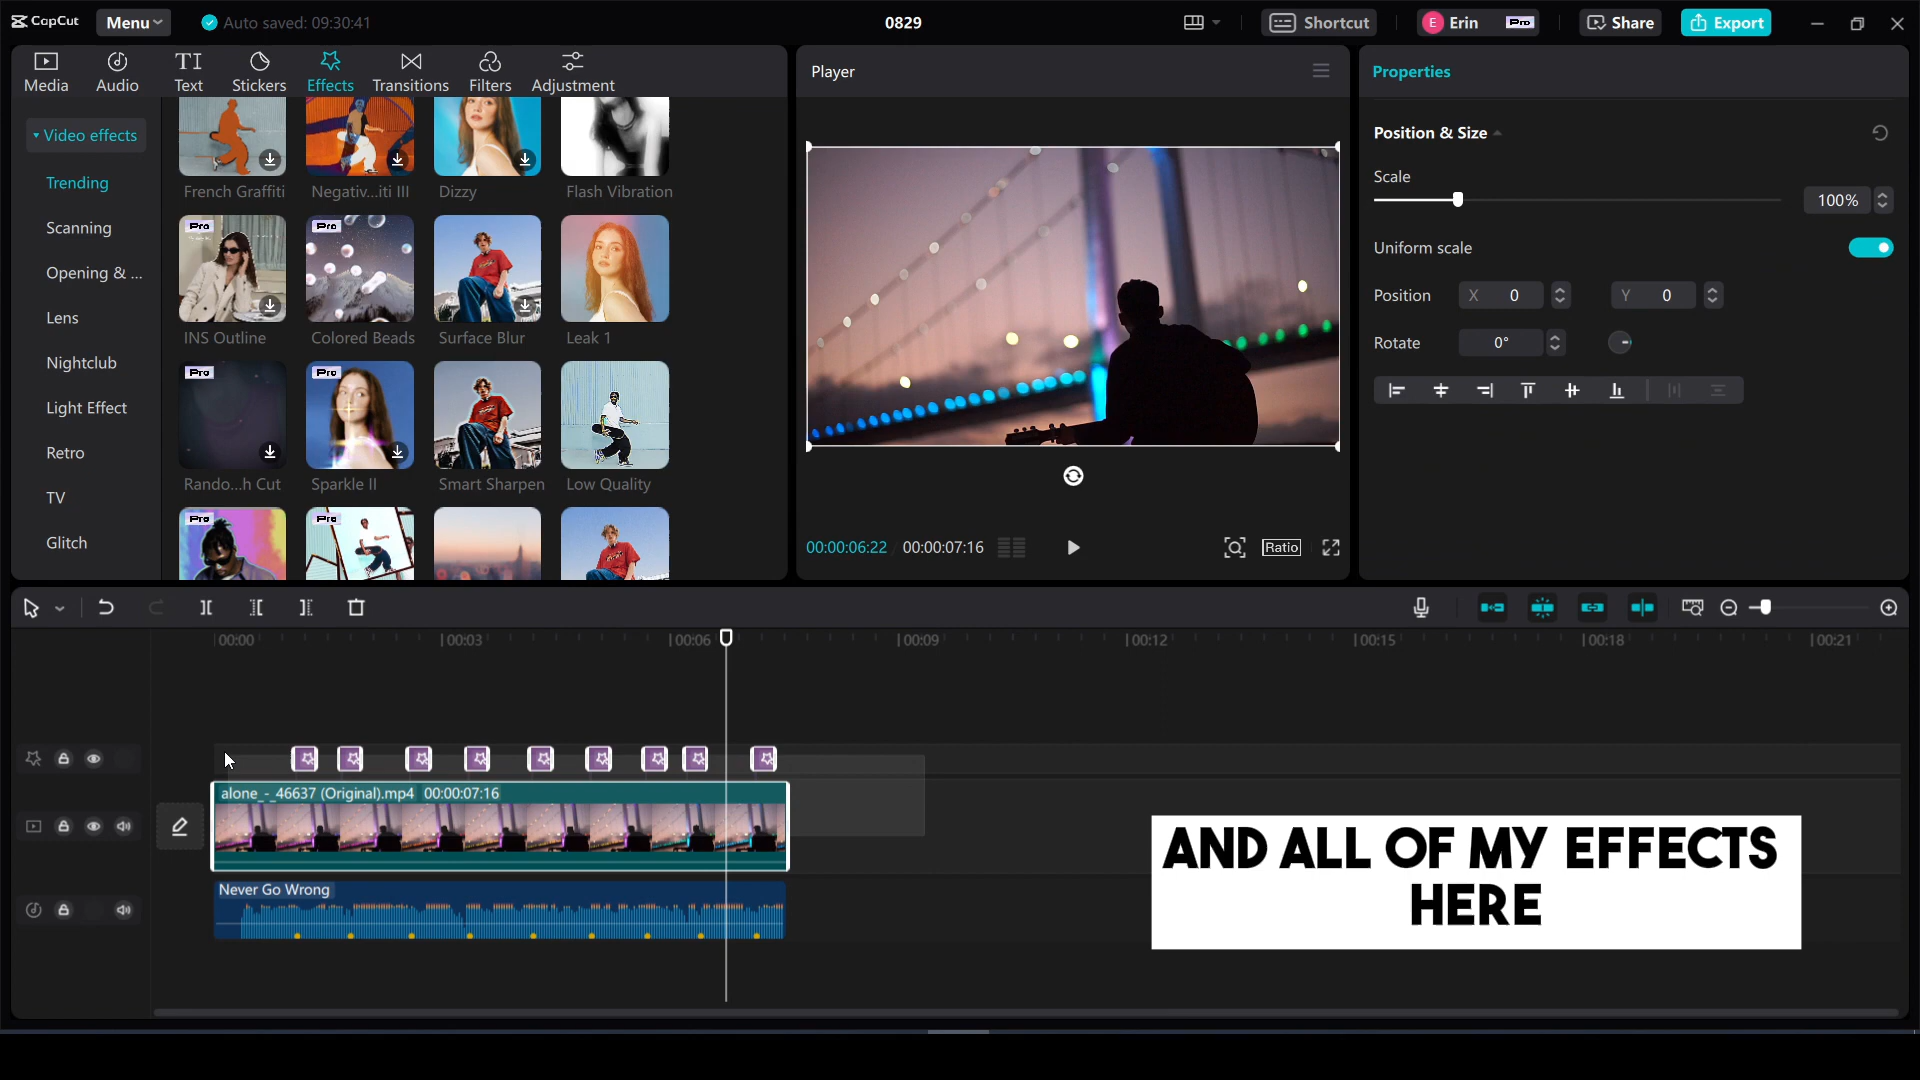 CapCut
Menu
Auto saved: 09:30:41
0829
Shortcut
E
Erin
Pro
Share
Export
Media
Audio
TI
Text
Stickers
Effects
Transitions
Filters
Adjustment
Player
Properties
Video effects
Trending
Scanning
Opening & ...
Lens
Nightclub
Light Effect
Retro
TV
Glitch
French Graffiti
Negativ...iti III
Dizzy
Flash Vibration
Pro
Pro
INS Outline
Colored Beads
Surface Blur
Leak 1
Pro
Pro
Rando...h Cut
Sparkle II
Smart Sharpen
Low Quality
Pro
Pro
00:00:06:22
00:00:07:16
Ratio
Position & Size
Scale
100%
Uniform scale
Position
X
0
Y
0
Rotate
0°
00:00
00:03
00:06
00:09
00:12
00:15
00:18
00:21
alone_-_46637 (Original).mp4 00:00:07:16
Never Go Wrong
AND ALL OF MY EFFECTS
HERE